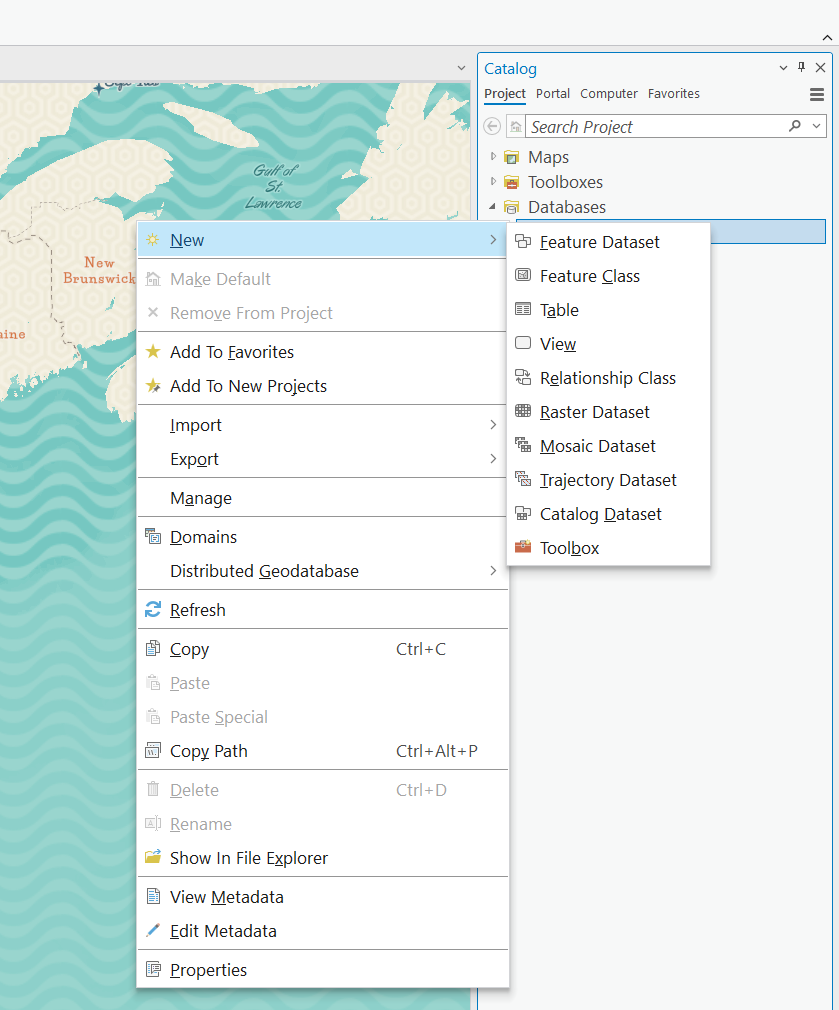 Catalog
Project Portal Computer Favorites
Search Project
Maps
Toolboxes
Databases
Gulf of
St.
Lawrence
New
Brunswick
aine
New
Make Default
Remove From Project
Add To Favorites
Add To New Projects
Import
Export
Manage
Domains
Distributed Geodatabase
Refresh
Copy Ctrl+C
Paste
Paste Special
Copy Path Ctrl+Alt+P
Delete Ctrl+D
Rename
Show In File Explorer
View Metadata
Edit Metadata
Properties
Feature Dataset
Feature Class
Table
View
Relationship Class
Raster Dataset
Mosaic Dataset
Trajectory Dataset
Catalog Dataset
Toolbox